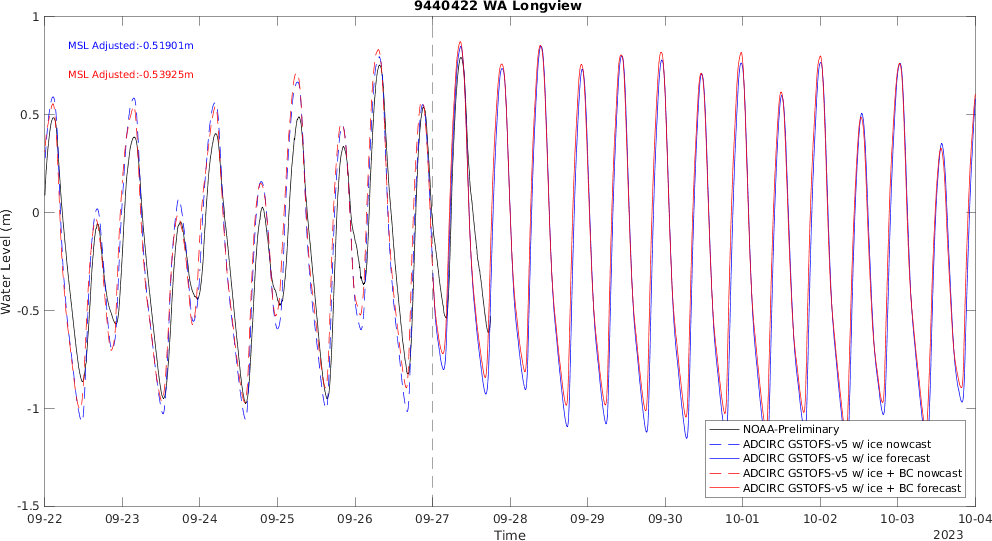 9440422 WA Longview
MSL Adjusted:-0.51901m
MSL Adjusted:-0.53925m
Water Level (m)
1
0.5
0
-0.5
-1
-1.5
NOAA-Preliminary
ADCIRC GSTOFS-v5 w/ ice nowcast
ADCIRC GSTOFS-v5 w/ ice forecast
ADCIRC GSTOFS-v5 w/ ice + BC nowcast
ADCIRC GSTOFS-v5 w/ ice + BC forecast
09-22 09-23 09-24 09-25 09-26 09-27 09-28 09-29 09-30 10-01 10-02 10-03 10-04
Time
2023